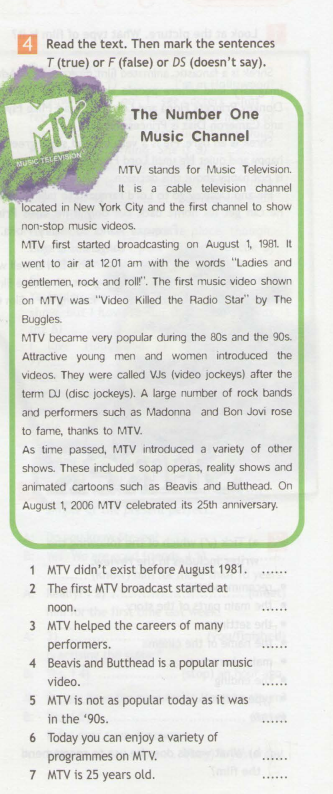 4 Read the text. Then mark the sentences
T (true) or F (false) or DS (doesn't say).
MTV
MUSIC TELEVISION
The Number One
Music Channel
MTV stands for Music Television.
It is a cable television channel
located in New York City and the first channel to show
non-stop music videos.
MTV first started broadcasting on August 1, 1981. It
went to air at 12 01 am with the words "Ladies and
gentlemen, rock and roll!". The first music video shown
on MTV was "Video Killed the Radio Star" by The
Buggles.
MTV became very popular during the 80s and the 90s.
Attractive young men and women introduced the
videos. They were called VJs (video jockeys) after the
term DJ (disc jockeys). A large number of rock bands
and performers such as Madonna and Bon Jovi rose
to fame, thanks to MTV.
As time passed, MTV introduced a variety of other
shows. These included soap operas, reality shows and
animated cartoons such as Beavis and Butthead. On
August 1, 2006 MTV celebrated its 25th anniversary.
1 MTV didn't exist before August 1981. ......
2 The first MTV broadcast started at
noon. ......
3 MTV helped the careers of many
performers. ......
4 Beavis and Butthead is a popular music
video. ......
5 MTV is not as popular today as it was
in the '90s. ......
6 Today you can enjoy a variety of
programmes on MTV. ......
7 MTV is 25 years old. ......